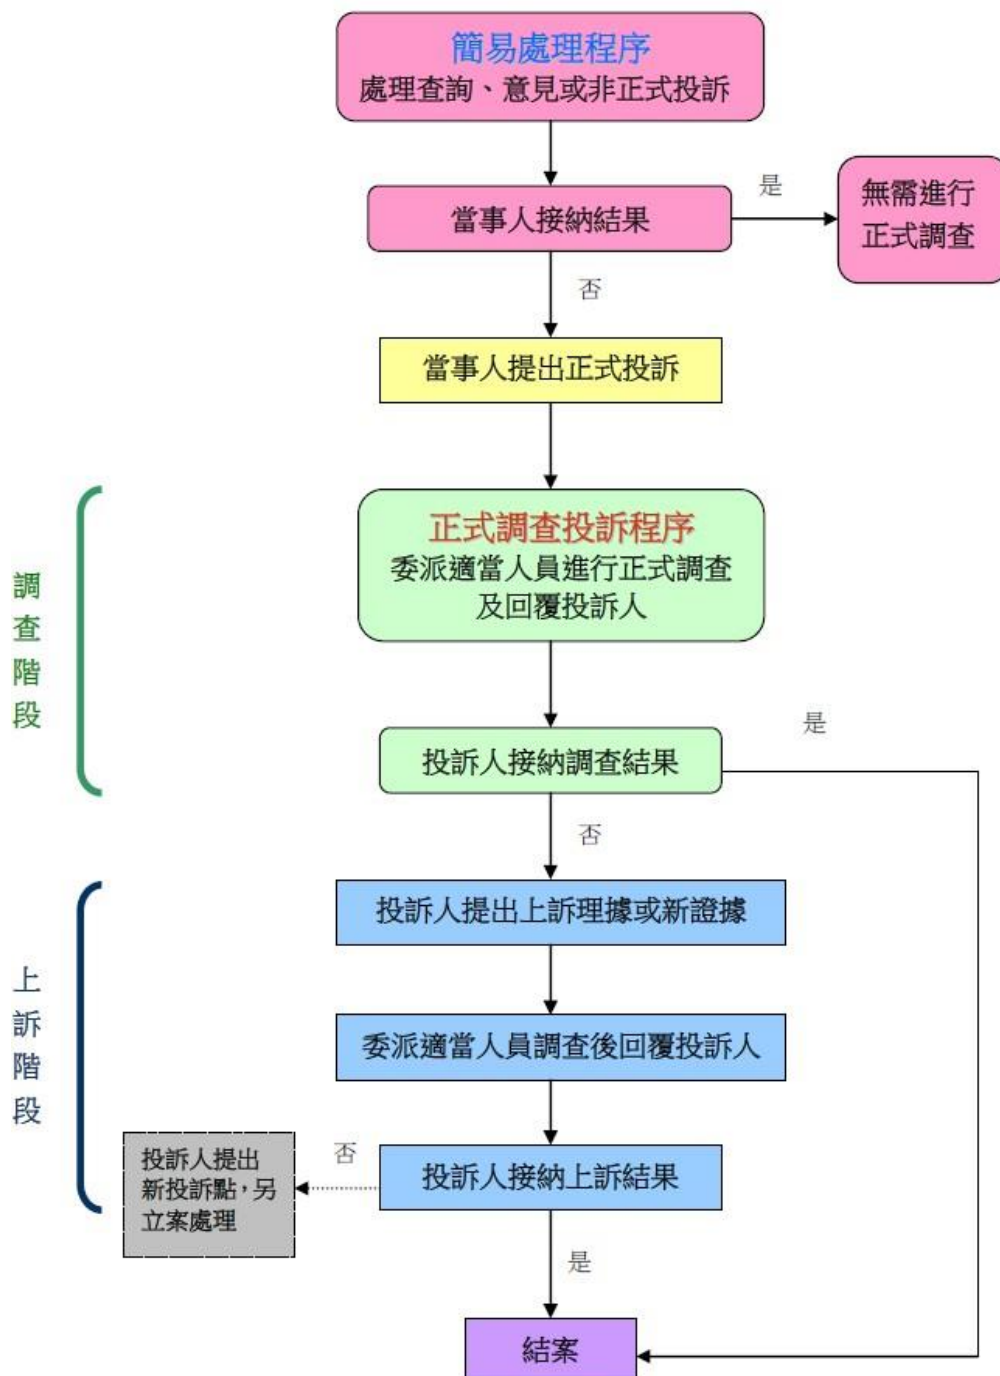 簡易處理程序
處理查詢、意見或非正式投訴
當事人接納結果
是
無需進行
正式調查
否
當事人提出正式投訴
調查階段
正式調查投訴程序
委派適當人員進行正式調查
及回覆投訴人
投訴人接納調查結果
是
否
上訴階段
投訴人提出上訴理據或新證據
委派適當人員調查後回覆投訴人
投訴人接納上訴結果
否
投訴人提出
新投訴點，另
立案處理
是
結案